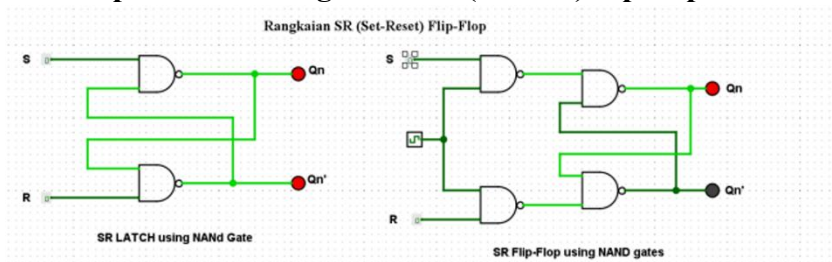 Rangkaian SR (Set-Reset) Flip-Flop
S
Qn
Qn'
R
SR LATCH using NANd Gate
S
Qn
Qn'
R
SR Flip-Flop using NAND gates